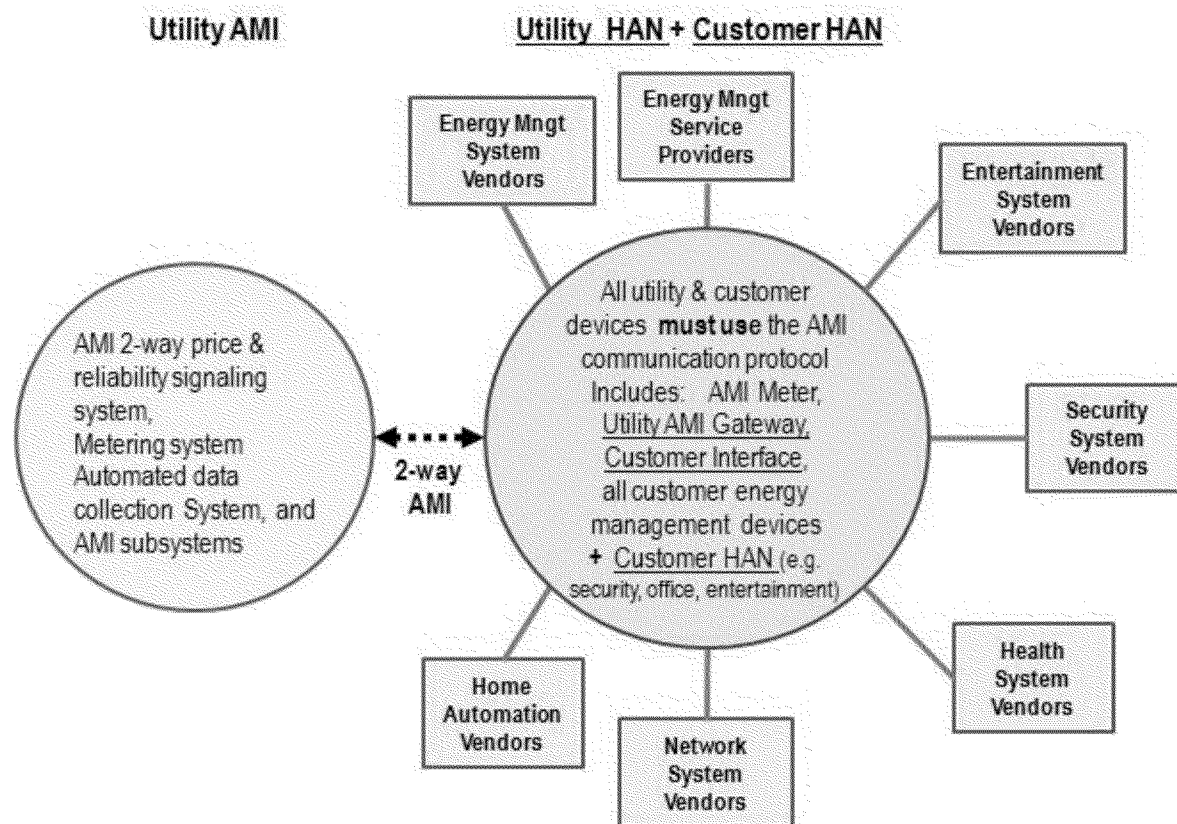 Utility AMI
Utility HAN + Customer HAN
Energy Mngt
System
Vendors
Energy Mngt
Service
Providers
Entertainment
System
Vendors
AMI 2-way price &
reliability signaling
system,
Metering system
Automated data
collection System, and
AMI subsystems
2-way
AMI
All utility & customer
devices must use the AMI
communication protocol
Includes: AMI Meter,
Utility AMI Gateway,
Customer Interface,
all customer energy
management devices
+ Customer HAN (e.g.
security, office, entertainment)
Security
System
Vendors
Health
System
Vendors
Home
Automation
Vendors
Network
System
Vendors